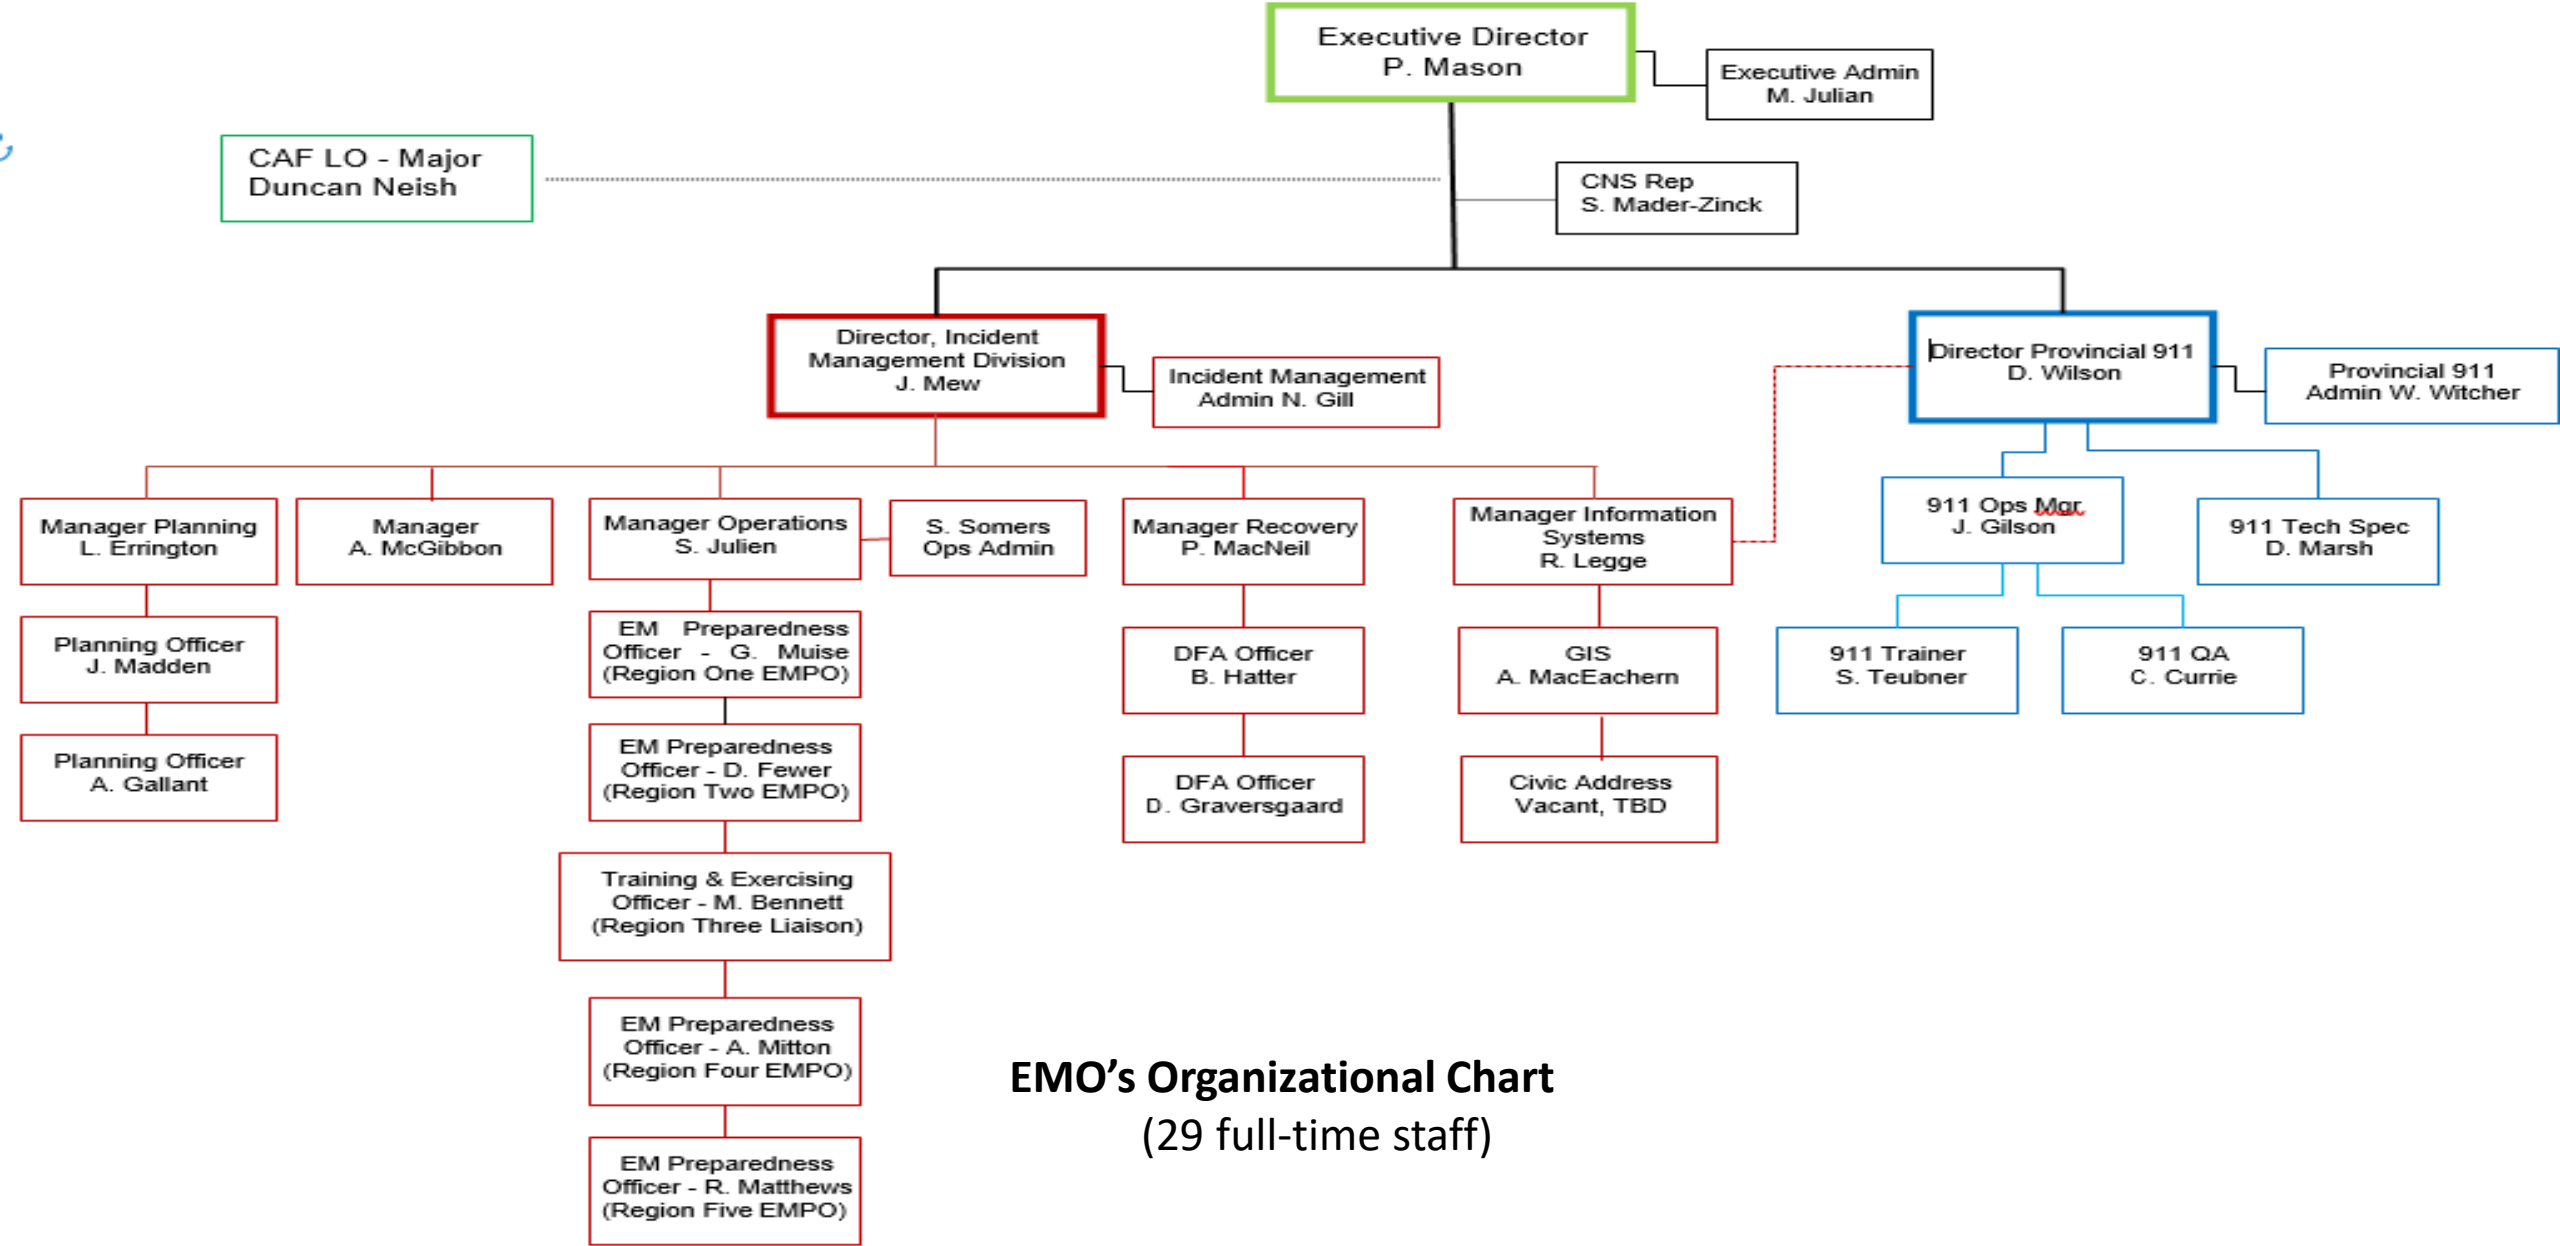 Executive Director
P. Mason
Executive Admin
M. Julian
CAF LO - Major
Duncan Neish
CNS Rep
S. Mader-Zinck
Director, Incident
Management Division
J. Mew
Incident Management
Admin N. Gill
Director Provincial 911
D. Wilson
Provincial 911
Admin W. Witcher
Manager Planning
L. Errington
Manager
A. McGibbon
Manager Operations
S. Julien
S. Somers
Ops Admin
Manager Recovery
P. MacNeil
Manager Information
Systems
R. Legge
911 Ops Mgr
J. Gilson
911 Tech Spec
D. Marsh
Planning Officer
J. Madden
EM Preparedness
Officer - G. Muise
(Region One EMPO)
DFA Officer
B. Hatter
GIS
A. MacEachern
911 Trainer
S. Teubner
911 QA
C. Currie
Planning Officer
A. Gallant
EM Preparedness
Officer - D. Fewer
(Region Two EMPO)
DFA Officer
D. Graversgaard
Civic Address
Vacant, TBD
Training & Exercising
Officer - M. Bennett
(Region Three Liaison)
EM Preparedness
Officer - A. Mitton
(Region Four EMPO)
EM Preparedness
Officer - R. Matthews
(Region Five EMPO)
EMO’s Organizational Chart
(29 full-time staff)